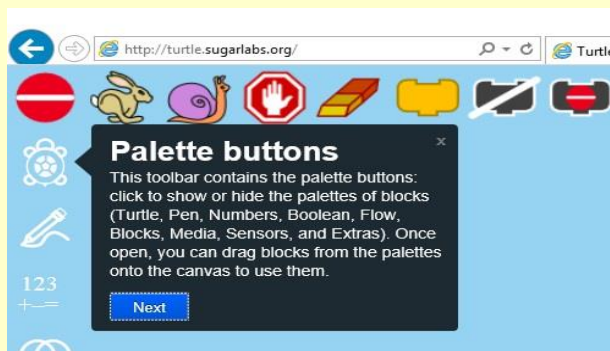 http://turtle.sugarlabs.org/
Turtle
Palette buttons
x
This toolbar contains the palette buttons:
click to show or hide the palettes of blocks
(Turtle, Pen, Numbers, Boolean, Flow,
Blocks, Media, Sensors, and Extras). Once
open, you can drag blocks from the palettes
onto the canvas to use them.
Next
123
+−=